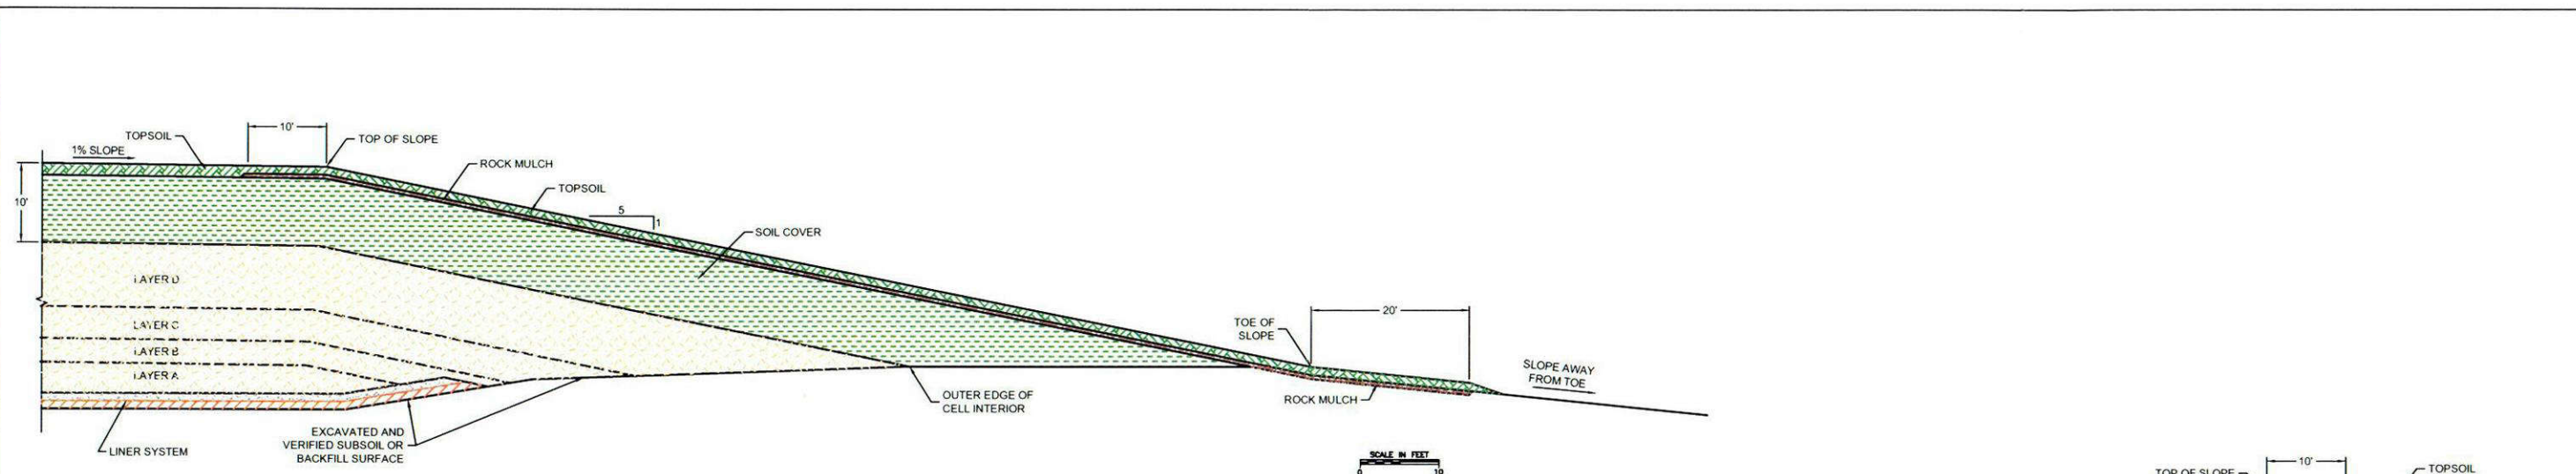 10'
TOPSOIL
TOP OF SLOPE
1% SLOPE
ROCK MULCH
TOPSOIL
10'
5
1
SOIL COVER
LAYER D
LAYER C
LAYER B
LAYER A
TOE OF
SLOPE
20'
SLOPE AWAY
FROM TOE
OUTER EDGE OF
CELL INTERIOR
ROCK MULCH
EXCAVATED AND
VERIFIED SUBSOIL OR
BACKFILL SURFACE
LINER SYSTEM
SCALE IN FEET
0 10
10'
TOP OF SLOPE
TOPSOIL